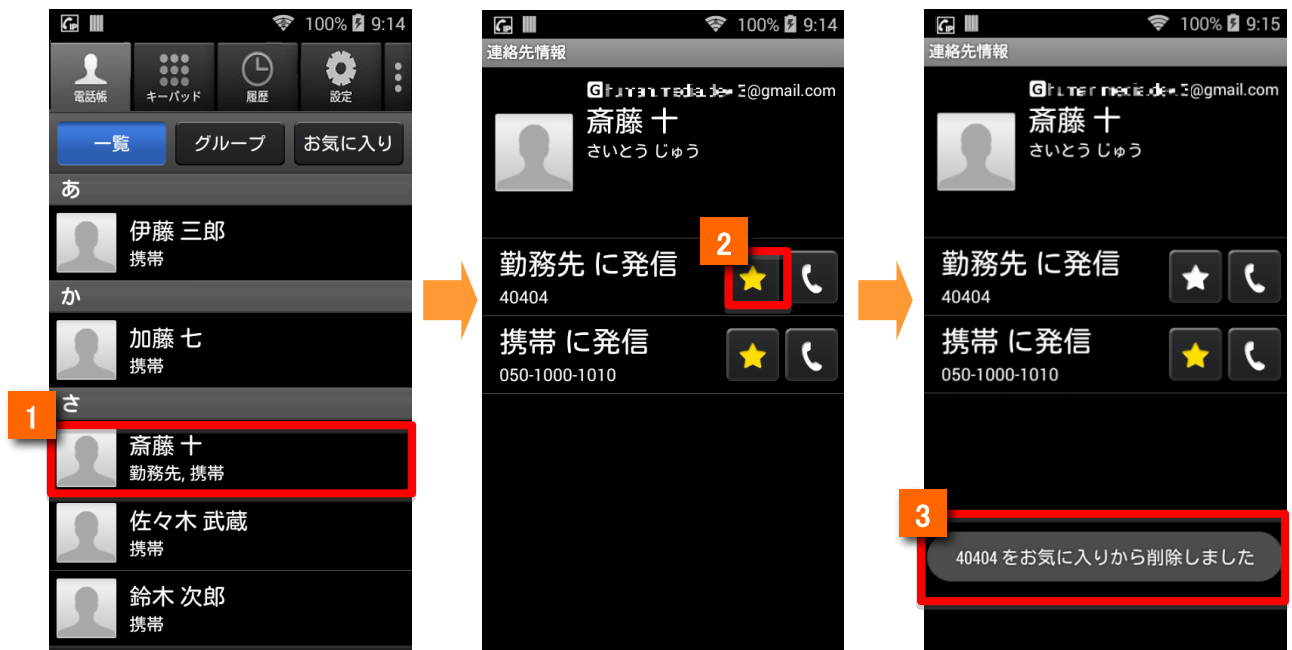 100% 9:14
電話帳 キーパッド 履歴 設定
一覧 グループ お気に入り
あ
伊藤 三郎
携帯
か
加藤 七
携帯
さ
1
斎藤 十
勤務先, 携帯
佐々木 武蔵
携帯
鈴木 次郎
携帯
100% 9:14
連絡先情報
@gmail.com
斎藤 十
さいとう じゅう
2
勤務先 に発信
40404
携帯 に発信
050-1000-1010
100% 9:15
連絡先情報
@gmail.com
斎藤 十
さいとう じゅう
勤務先 に発信
40404
携帯 に発信
050-1000-1010
3
40404 をお気に入りから削除しました